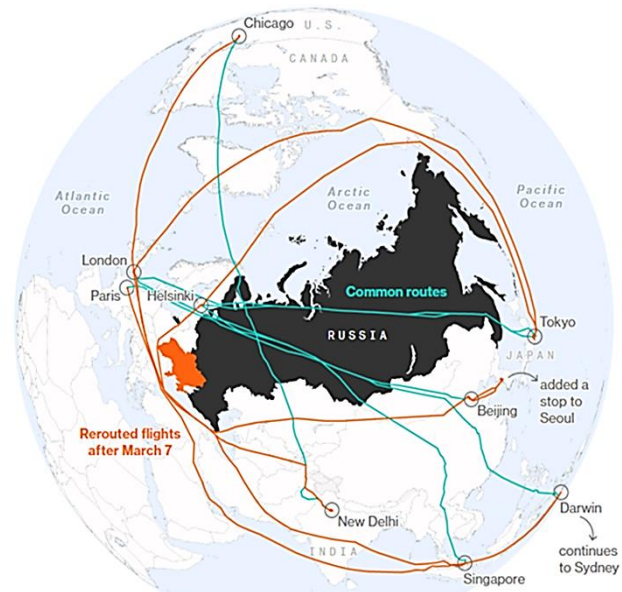 Chicago
U.S.
CANADA
Atlantic
Ocean
Arctic
Ocean
Pacific
Ocean
London
Paris
Helsinki
Common routes
RUSSIA
Tokyo
JAPAN
added a
stop to
Seoul
Beijing
Rerouted flights
after March 7
New Delhi
Darwin
INDIA
continues
to Sydney
Singapore